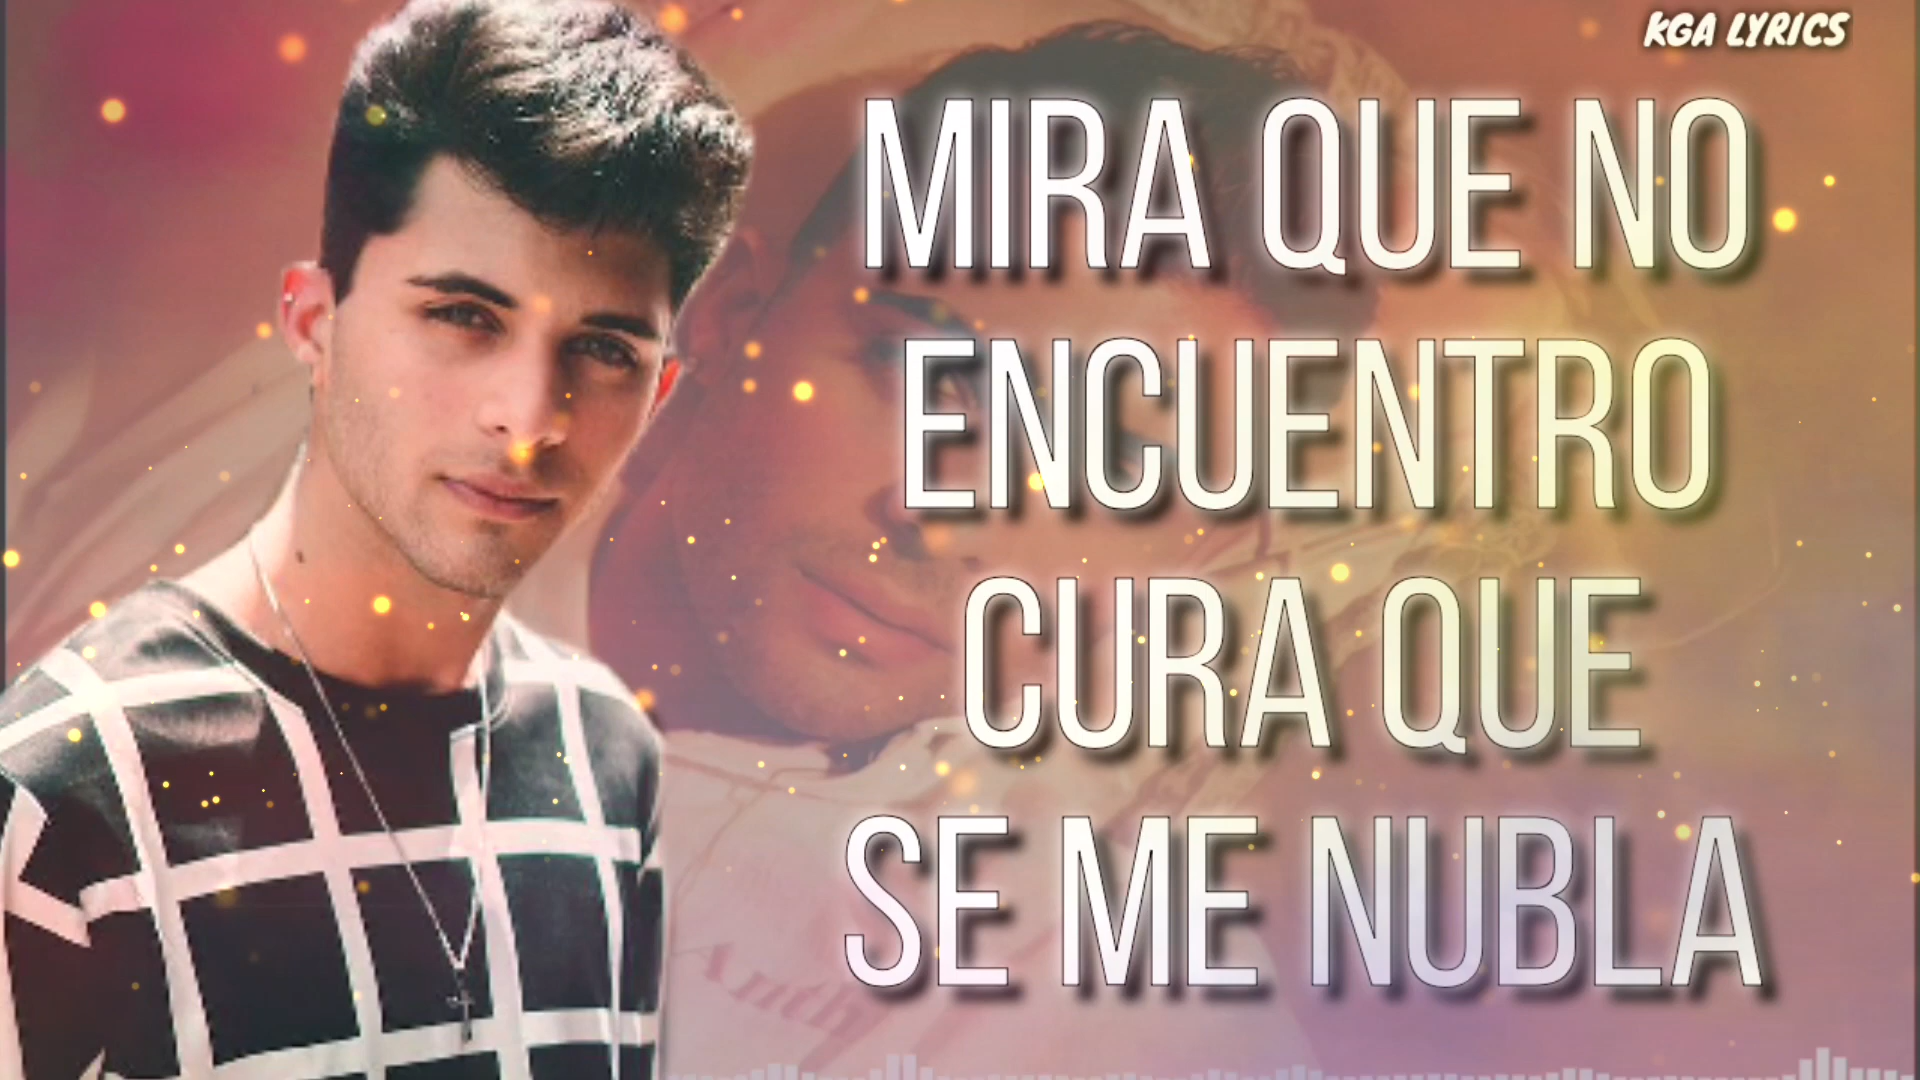 KGA LYRICS
MIRA QUE NO
ENCUENTRO
CURA QUE
SE ME NUBLA